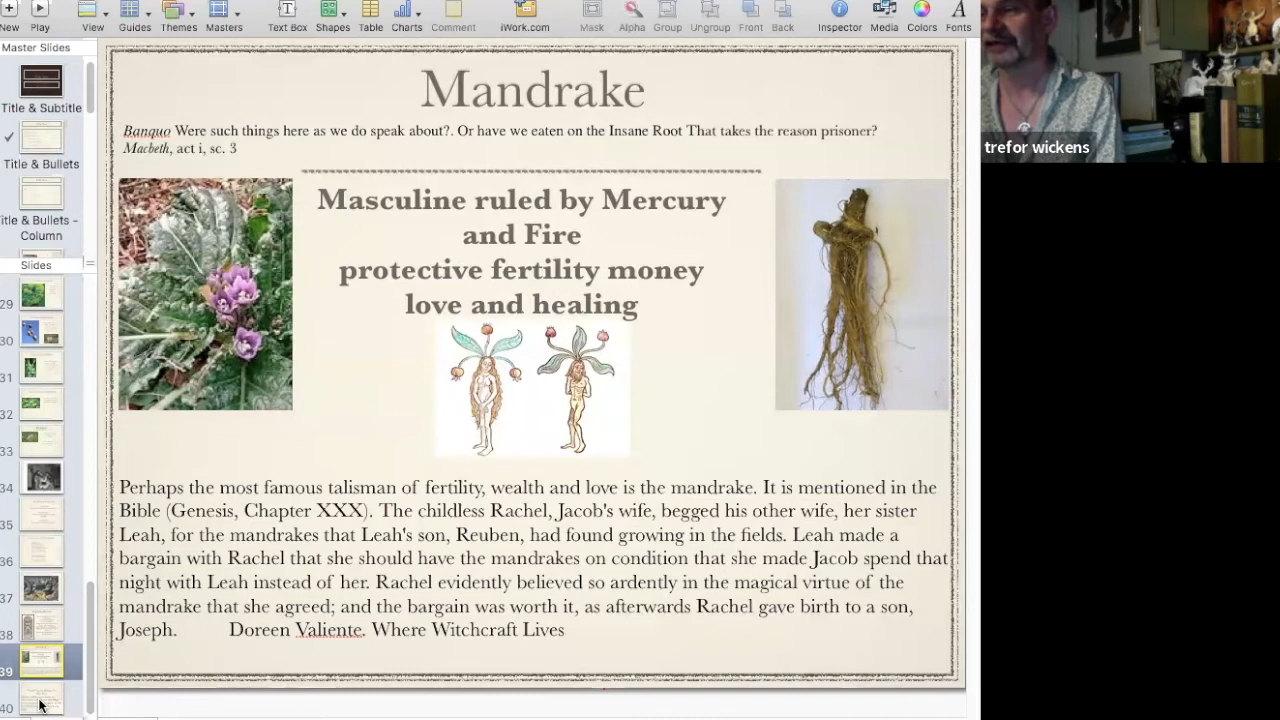 Play
View
Guides
Themes
Masters
Text Box
Shapes
Table
Charts
Comment
iWork.com
Mask
Alpha
Group
Ungroup
Front
Back
Inspector
Media
Colors
Fonts
Master Slides
Title & Subtitle
Title & Bullets
Title & Bullets -
Column
Slides
29
30
31
32
33
34
35
36
37
38
39
40
Mandrake
Banquo Were such things here as we do speak about?. Or have we eaten on the Insane Root That takes the reason prisoner?
Macbeth, act i, sc. 3
Masculine ruled by Mercury
and Fire
protective fertility money
love and healing
Perhaps the most famous talisman of fertility, wealth and love is the mandrake. It is mentioned in the
Bible (Genesis, Chapter XXX). The childless Rachel, Jacob's wife, begged his other wife, her sister
Leah, for the mandrakes that Leah's son, Reuben, had found growing in the fields. Leah made a
bargain with Rachel that she should have the mandrakes on condition that she made Jacob spend that
night with Leah instead of her. Rachel evidently believed so ardently in the magical virtue of the
mandrake that she agreed; and the bargain was worth it, as afterwards Rachel gave birth to a son,
Joseph. Doreen Valiente. Where Witchcraft Lives
trefor wickens